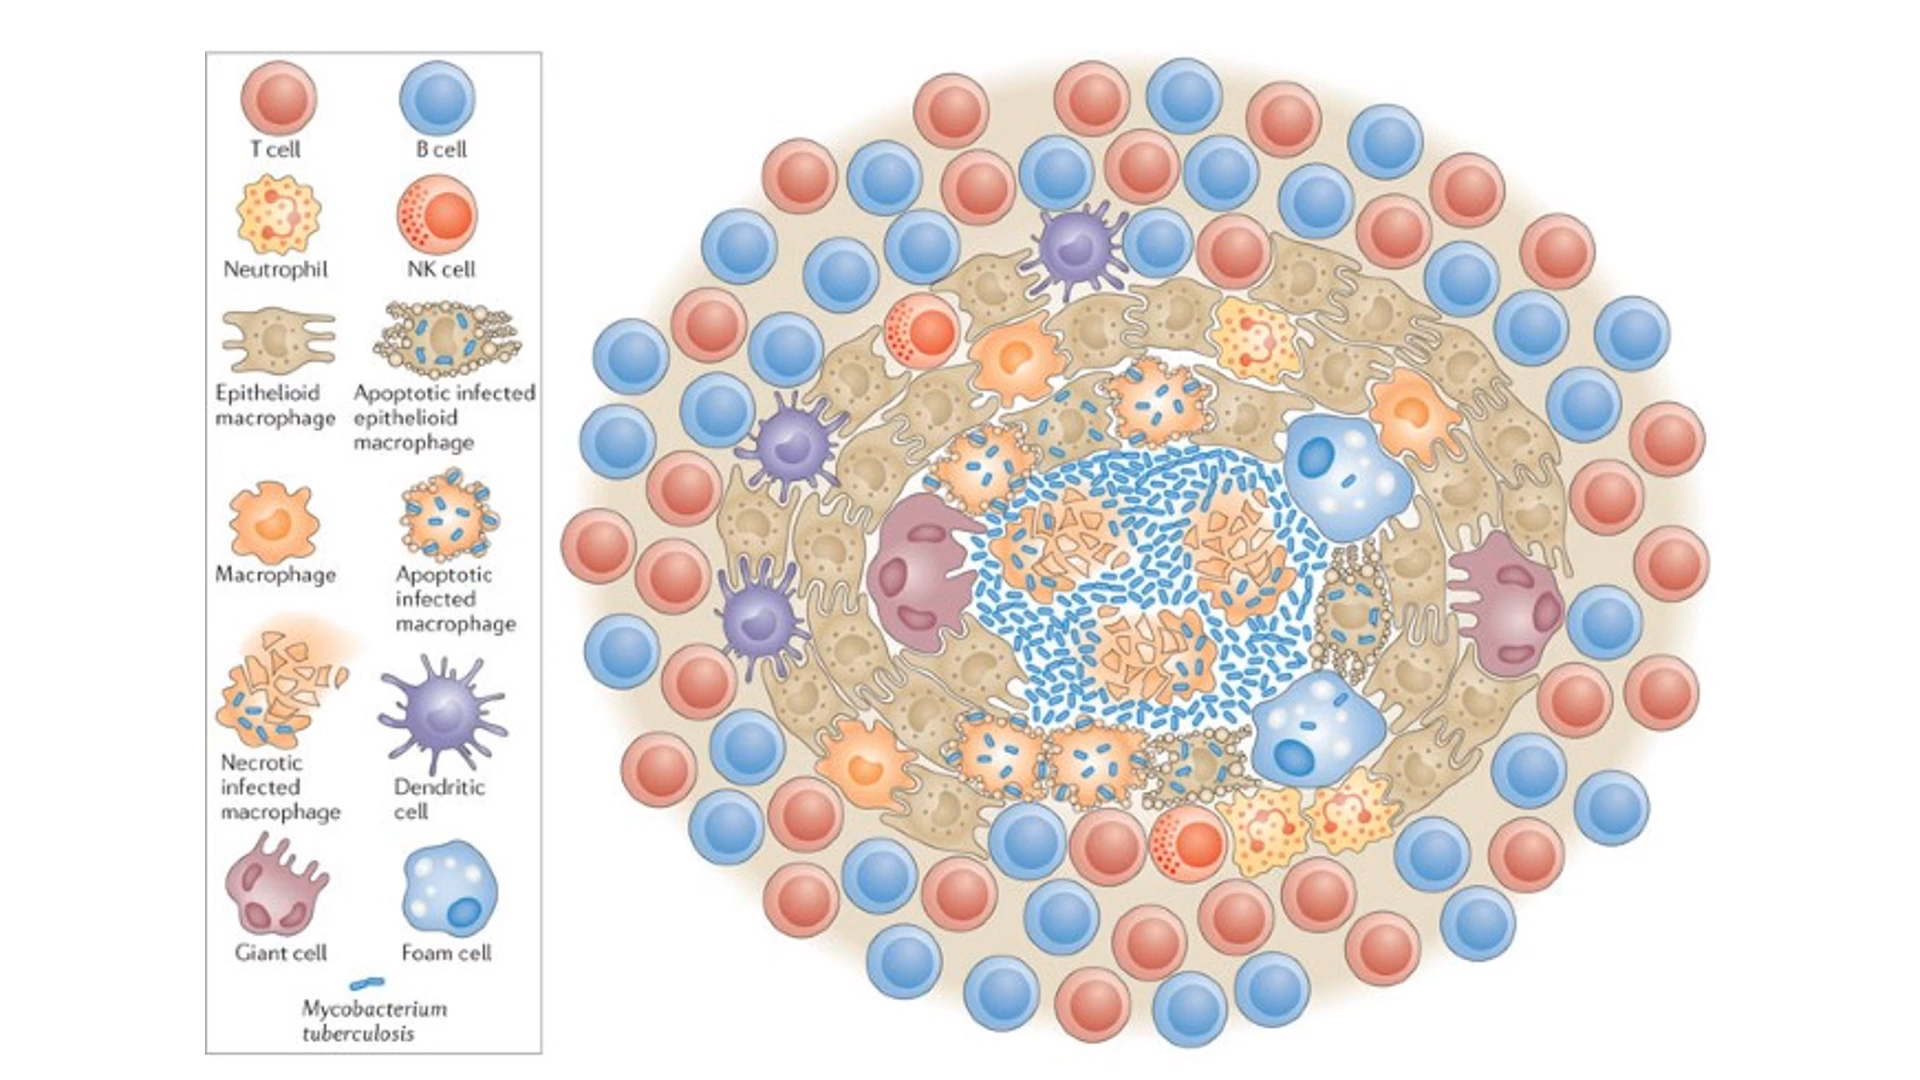 T cell
B cell
Neutrophil
NK cell
Epithelioid
macrophage
Apoptotic infected
epithelioid
macrophage
Macrophage
Apoptotic
infected
macrophage
Necrotic
infected
macrophage
Dendritic
cell
Giant cell
Foam cell
Mycobacterium
tuberculosis